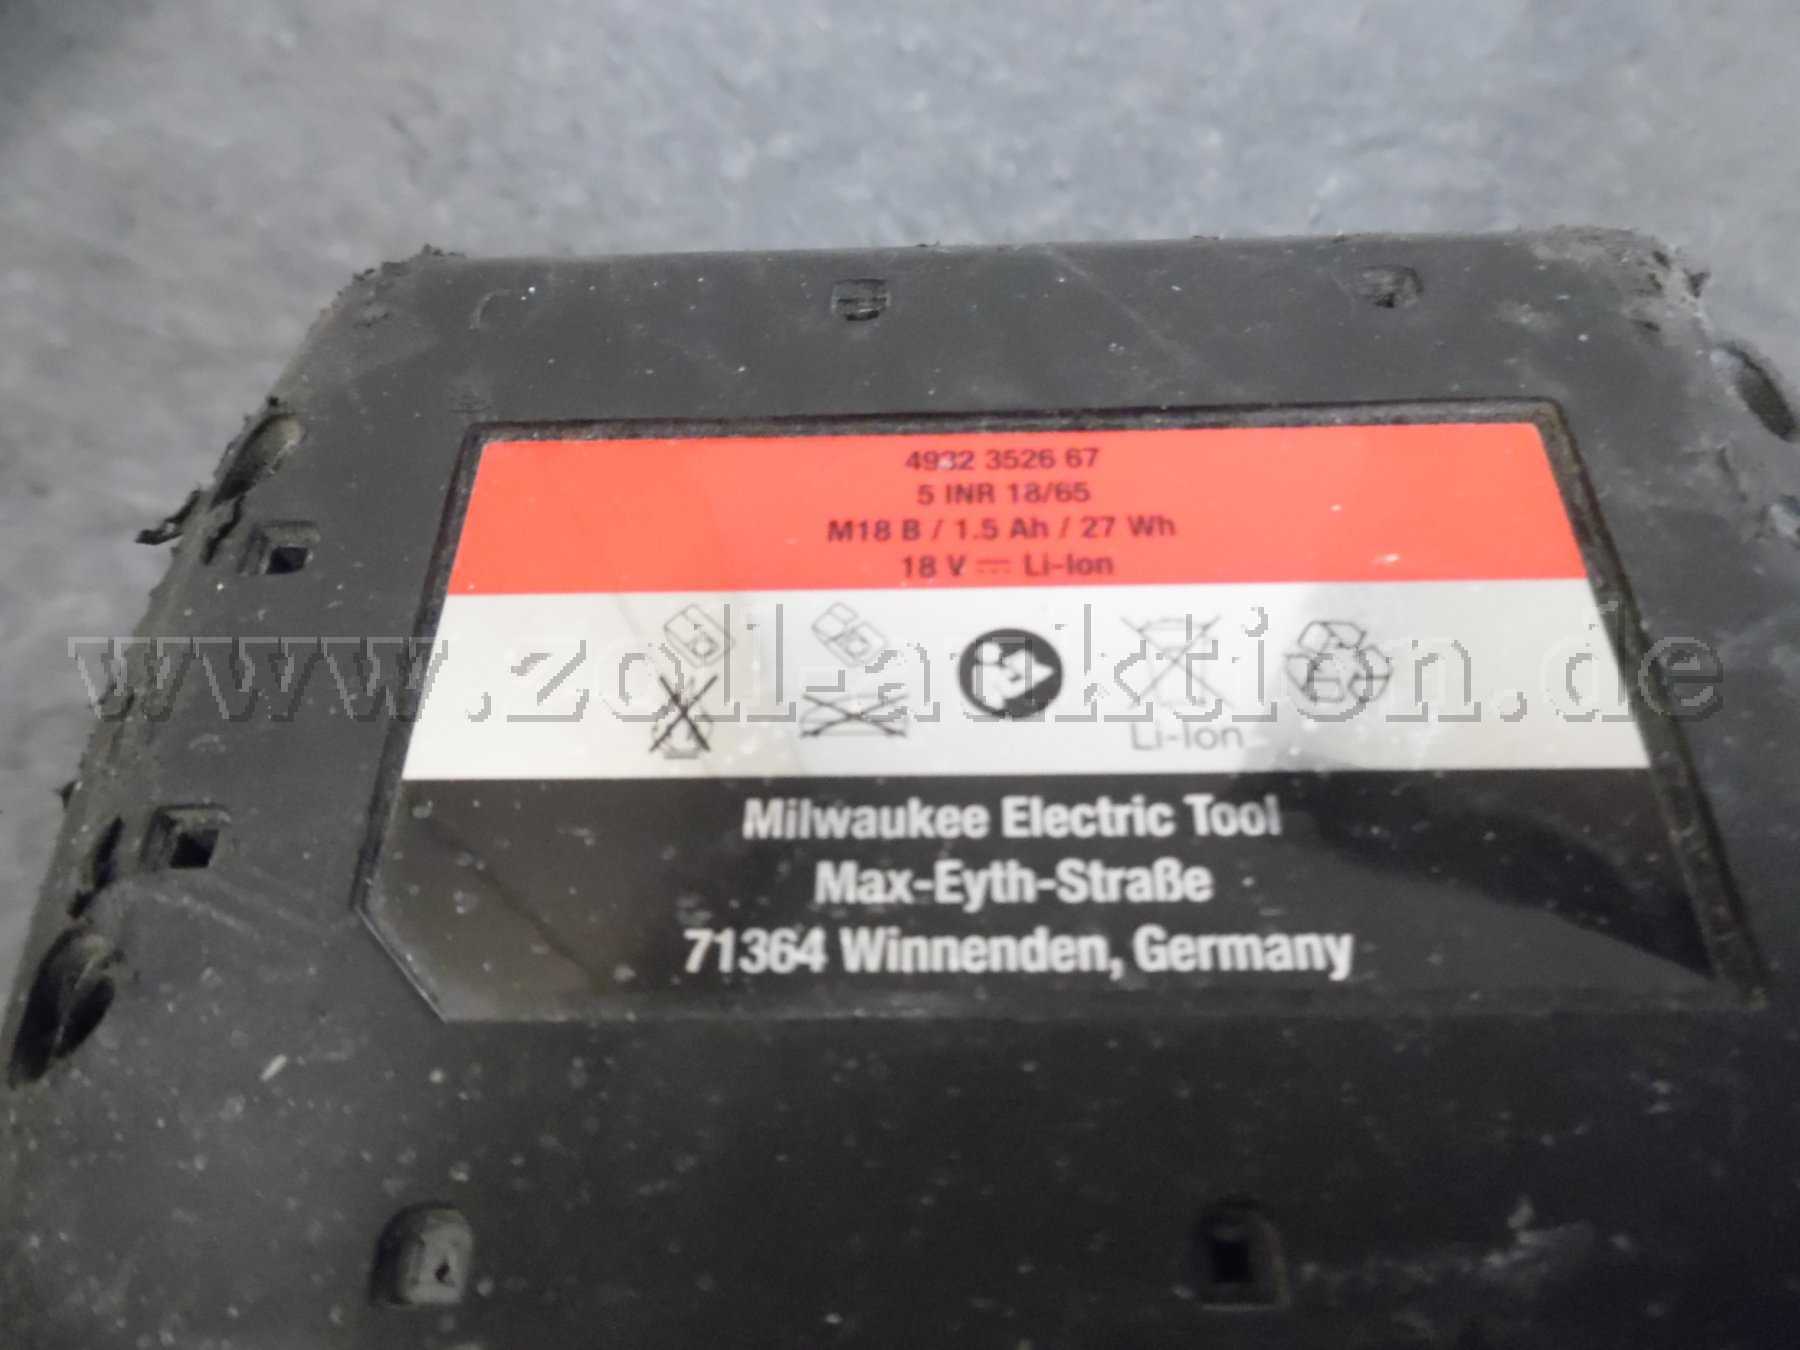 4932 3526 67
5 INR 18/65
M18 B / 1.5 Ah / 27 Wh
18 V ⎓ Li-Ion
www.zoll-auktion.de
Li-Ion
Milwaukee Electric Tool
Max-Eyth-Straße
71364 Winnenden, Germany